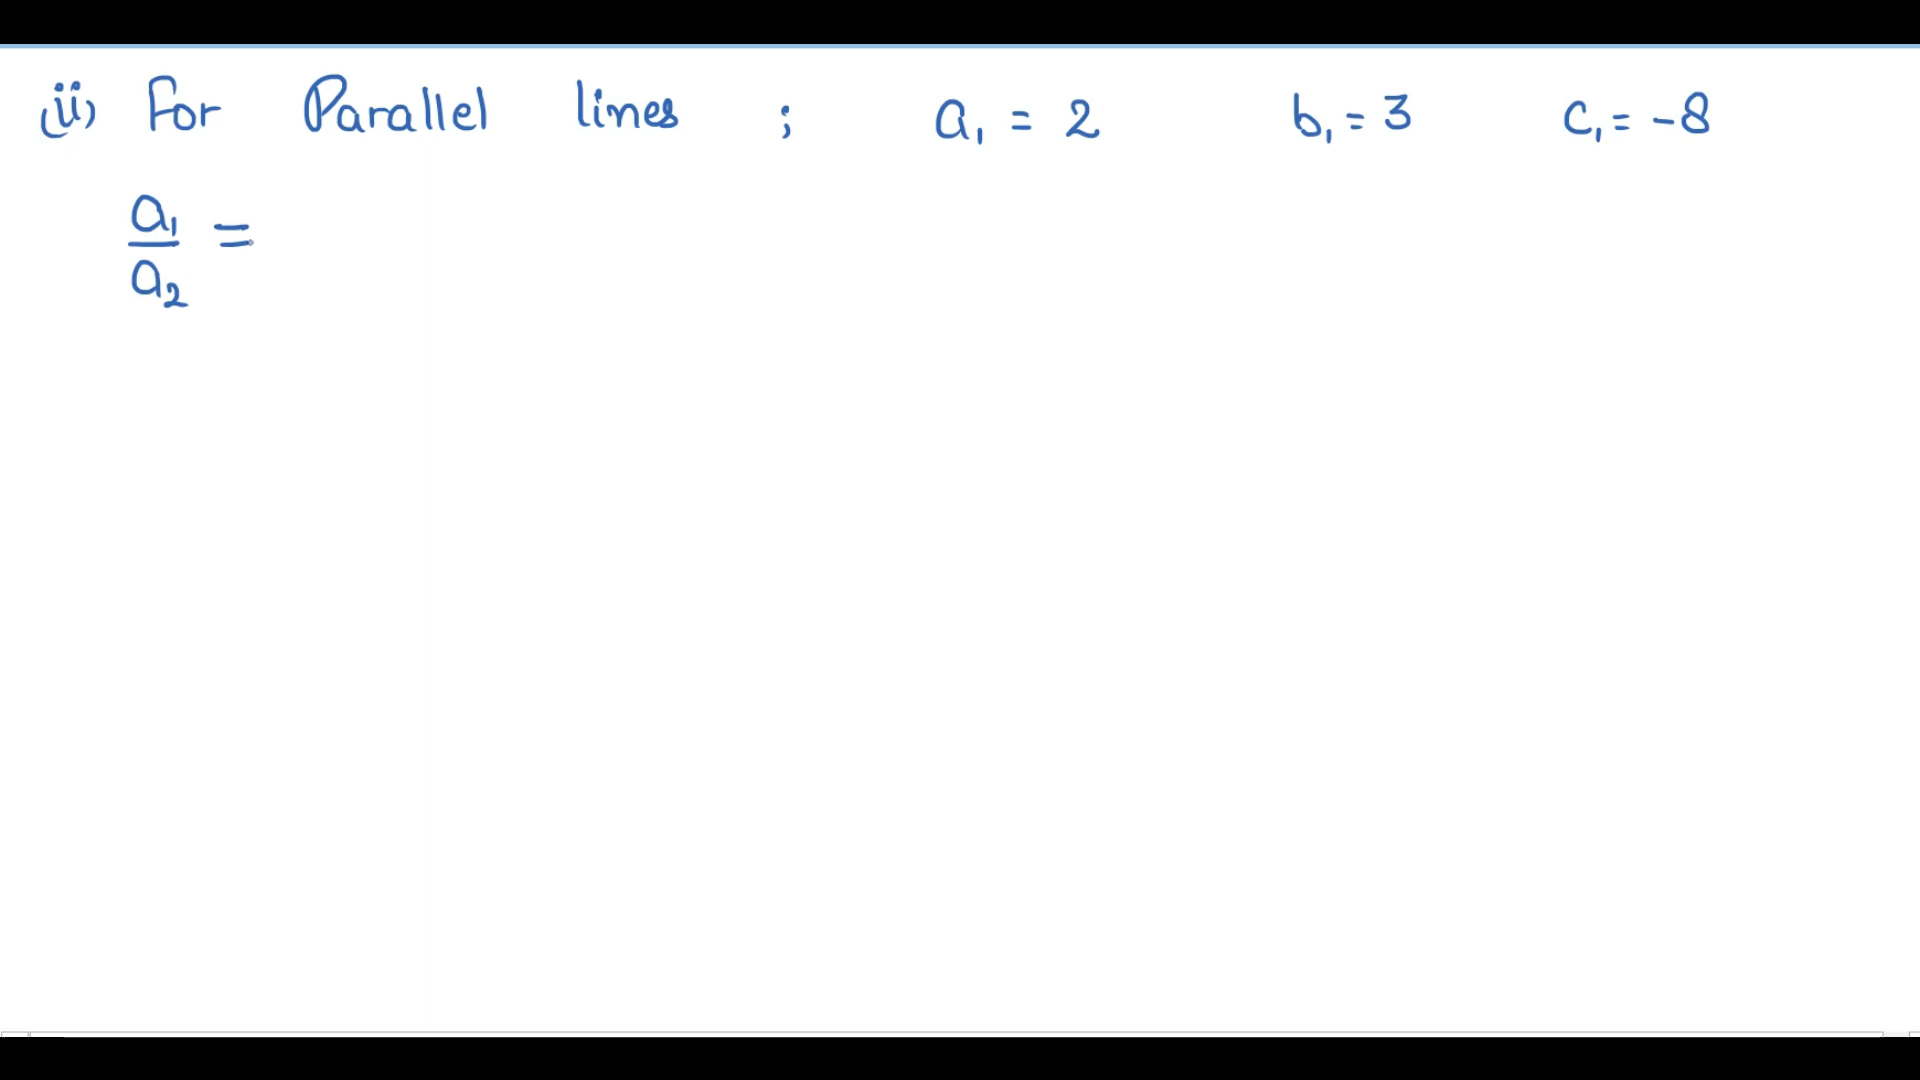 (ii) For Parallel lines ; a₁ = 2 b₁ = 3 c₁ = -8
a₁/a₂ =